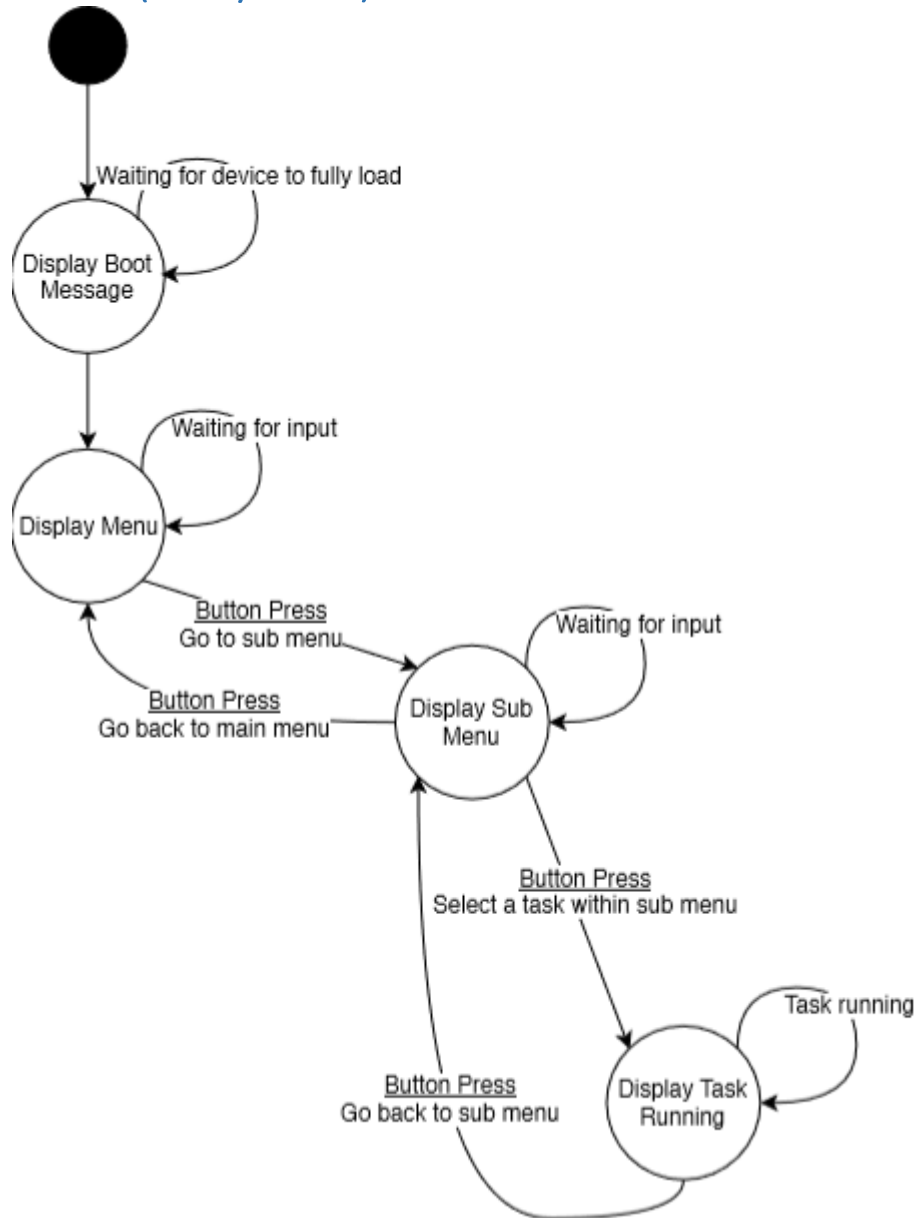 Waiting for device to fully load
Display Boot
Message
Waiting for input
Display Menu
Button Press
Go to sub menu
Waiting for input
Button Press
Go back to main menu
Display Sub
Menu
Button Press
Select a task within sub menu
Task running
Button Press
Go back to sub menu
Display Task
Running